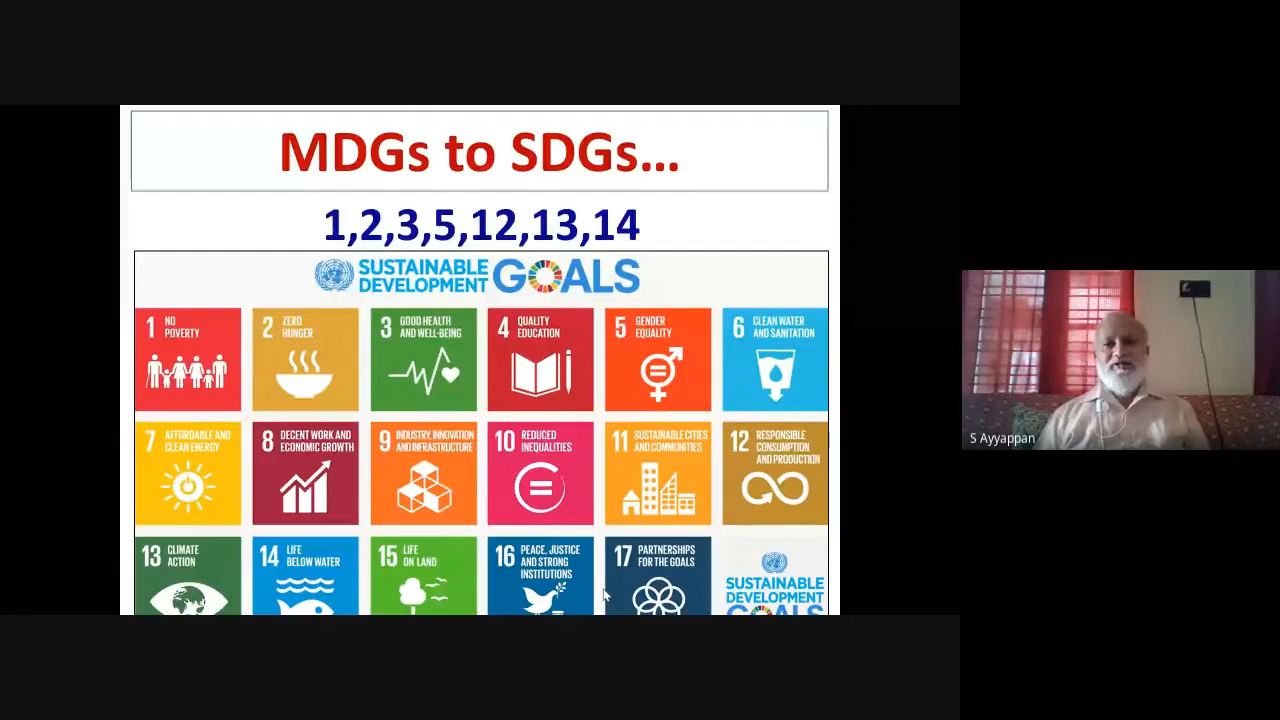 MDGs to SDGs...
1,2,3,5,12,13,14
SUSTAINABLE
DEVELOPMENT
GOALS
1 NO
POVERTY
2 ZERO
HUNGER
3 GOOD HEALTH
AND WELL-BEING
4 QUALITY
EDUCATION
5 GENDER
EQUALITY
6 CLEAN WATER
AND SANITATION
7 AFFORDABLE AND
CLEAN ENERGY
8 DECENT WORK AND
ECONOMIC GROWTH
9 INDUSTRY, INNOVATION
AND INFRASTRUCTURE
10 REDUCED
INEQUALITIES
11 SUSTAINABLE CITIES
AND COMMUNITIES
12 RESPONSIBLE
CONSUMPTION
AND PRODUCTION
13 CLIMATE
ACTION
14 LIFE
BELOW WATER
15 LIFE
ON LAND
16 PEACE, JUSTICE
AND STRONG
INSTITUTIONS
17 PARTNERSHIPS
FOR THE GOALS
SUSTAINABLE
DEVELOPMENT
GOALS
S Ayyappan